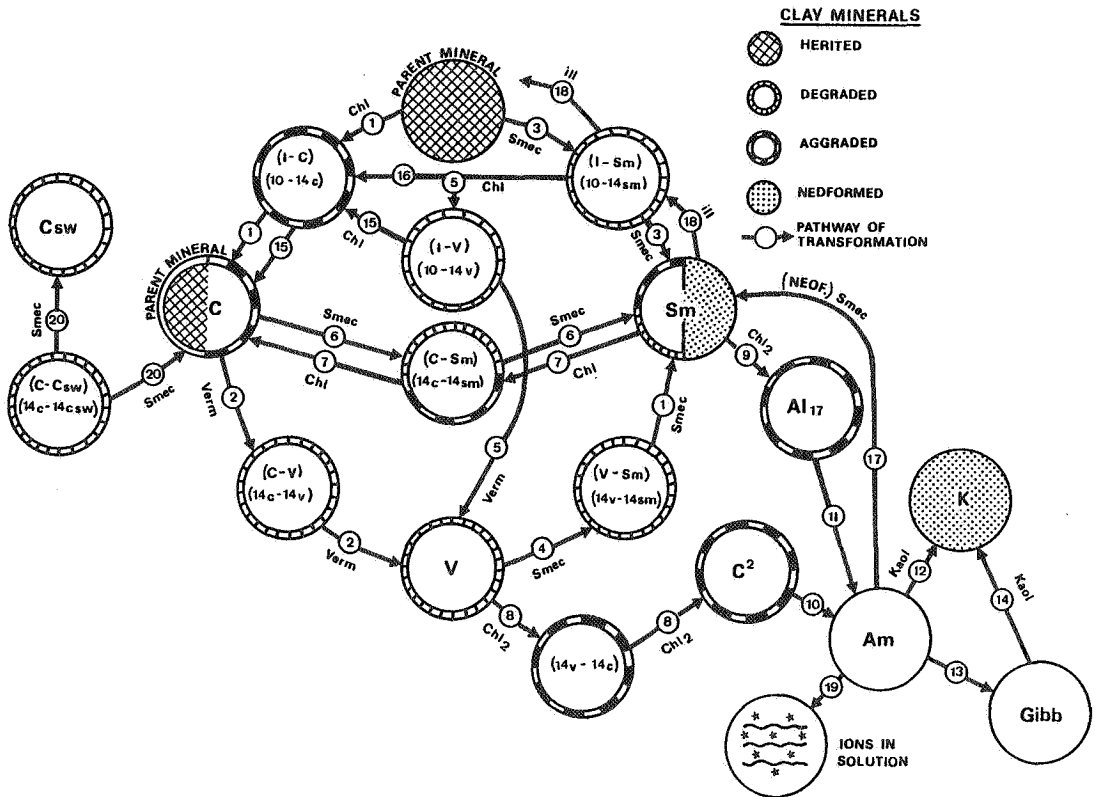 CLAY MINERALS
HERITED
DEGRADED
AGGRADED
NEDFORMED
PATHWAY OF
TRANSFORMATION
PARENT MINERAL
ill
18
Chl
1
3
Smec
(I-C)
(10-14c)
16
5
Chl
(I-Sm)
(10-14sm)
15
Chl
(I-V)
(10-14v)
1
15
3
Smec
18
ill
Csw
Smec
20
PARENT MINERAL
C
Smec
6
7
Chl
(C-Sm)
(14c-14sm)
Smec
6
7
Chl
Sm
(NEOF.) Smec
Chl2
9
(C-Csw)
(14c-14csw)
20
Smec
Verm
2
1
Smec
Al17
5
Verm
17
11
(C-V)
(14c-14v)
(V-Sm)
(14v-14sm)
K
2
Verm
V
4
Smec
C2
Kaol
12
Kaol
14
8
Chl2
8
Chl2
10
Am
(14v-14c)
13
19
Gibb
IONS IN
SOLUTION